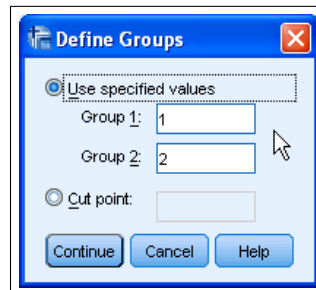 Define Groups
Use specified values
Group 1: 1
Group 2: 2
Cut point:
Continue Cancel Help